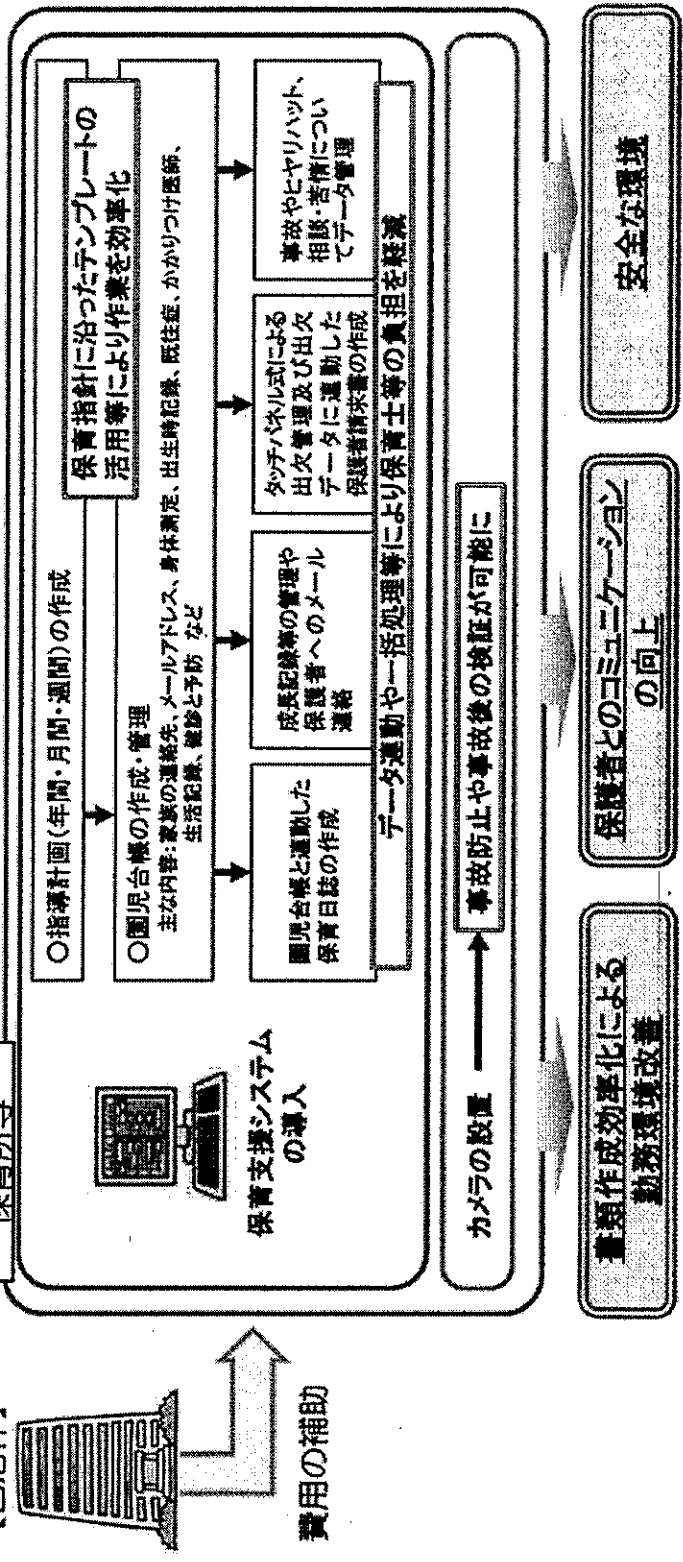 保育所等
費用の補助
保育支援システム
の導入
○指導計画(年間・月間・週間)の作成
保育指針に沿ったテンプレートの
活用等により作業を効率化
○園児台帳の作成・管理
主な内容:家族の連絡先、メールアドレス、身体測定、出生時記録、既往症、かかりつけ医師、
生活記録、健診と予防 など
園児台帳と連動した
保育日誌の作成
成長記録等の管理や
保護者へのメール
連絡
タッチパネル式による
出欠管理及び出欠
データに連動した
保護者請求書の作成
事故やヒヤリハット、
相談・苦情につい
てデータ管理
データ連動や一括処理等により保育士等の負担を軽減
カメラの設置
事故防止や事故後の検証が可能に
書類作成効率化による
勤務環境改善
保護者とのコミュニケーション
の向上
安全な環境